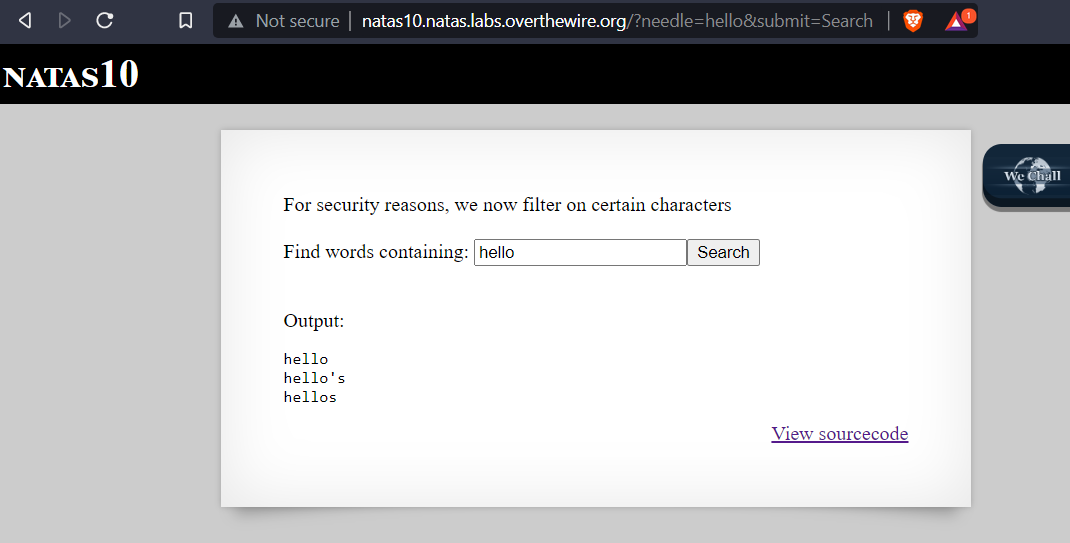 Not secure | natas10.natas.labs.overthewire.org/?needle=hello&submit=Search
1
NATAS10
We Chall
For security reasons, we now filter on certain characters
Find words containing: hello Search
Output:
hello
hello's
hellos
View sourcecode